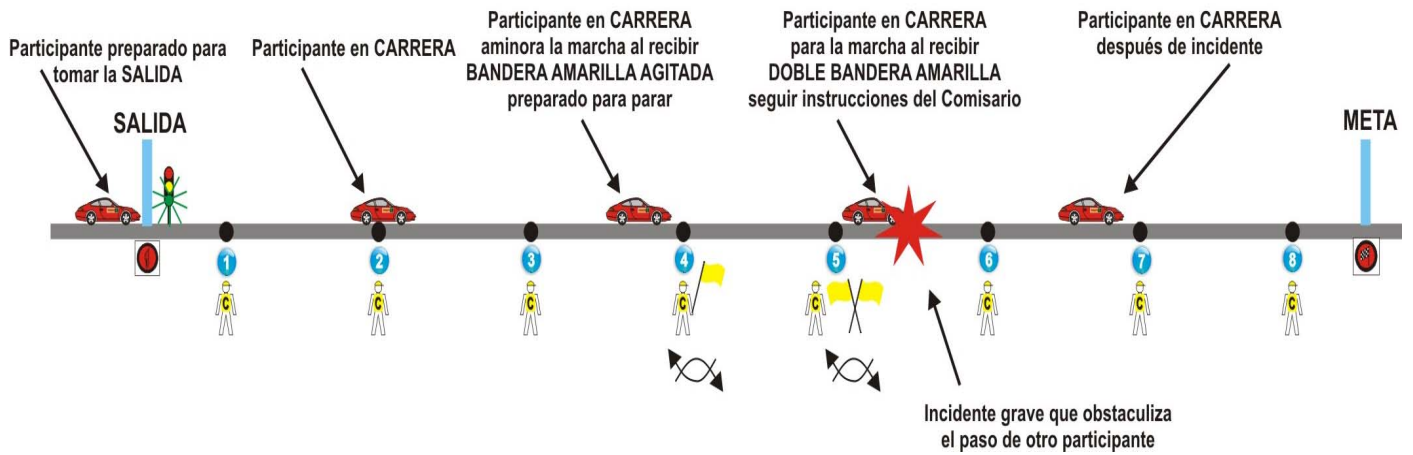 Participante preparado para
tomar la SALIDA
Participante en CARRERA
Participante en CARRERA
aminora la marcha al recibir
BANDERA AMARILLA AGITADA
preparado para parar
Participante en CARRERA
para la marcha al recibir
DOBLE BANDERA AMARILLA
seguir instrucciones del Comisario
Participante en CARRERA
después de incidente
SALIDA
META
1
2
3
4
5
6
7
8
C
C
C
C
C
C
C
C
Incidente grave que obstaculiza
el paso de otro participante